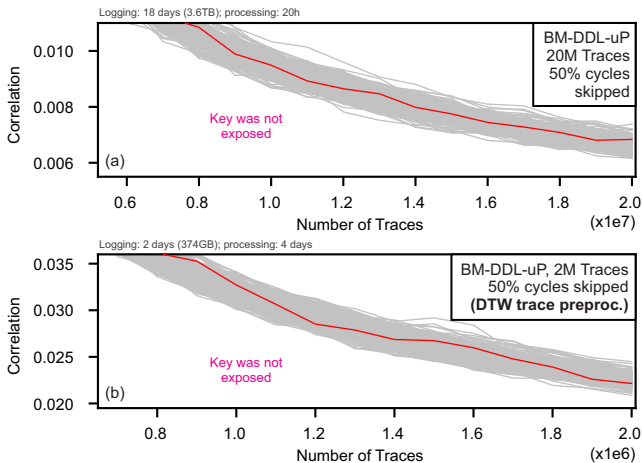 Logging: 18 days (3.6TB); processing: 20h
BM-DDL-uP
20M Traces
50% cycles
skipped
0.010
0.008
0.006
Correlation
Key was not
exposed
(a)
0.6 0.8 1.0 1.2 1.4 1.6 1.8 2.0
Number of Traces
(x1e7)
Logging: 2 days (374GB); processing: 4 days
BM-DDL-uP, 2M Traces
50% cycles skipped
(DTW trace preproc.)
0.035
0.030
0.025
0.020
Correlation
Key was not
exposed
(b)
0.8 1.0 1.2 1.4 1.6 1.8 2.0
Number of Traces
(x1e6)